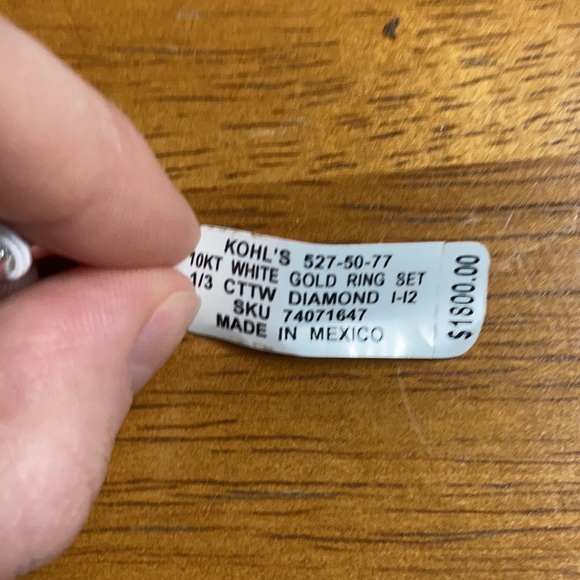 KOHL'S 527-50-77
10KT WHITE GOLD RING SET
1/3 CTTW DIAMOND I-I2
SKU 74071647
MADE IN MEXICO
$1800.00